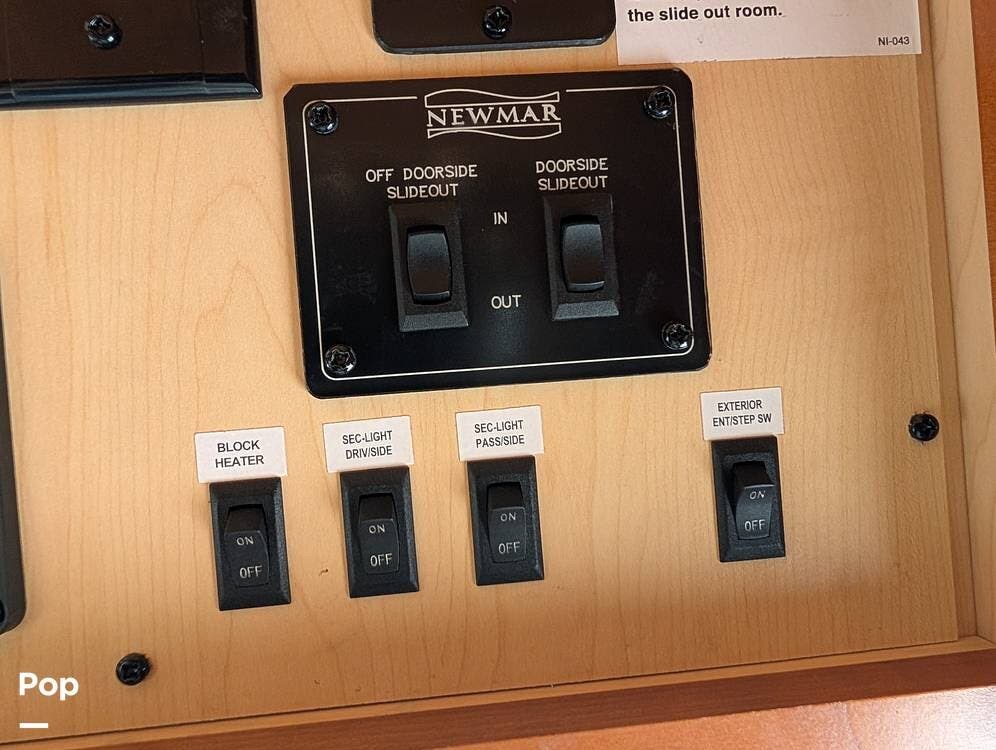 the slide out room.
NI-043
NEWMAR
OFF DOORSIDE
SLIDEOUT
DOORSIDE
SLIDEOUT
IN
OUT
BLOCK
HEATER
SEC-LIGHT
DRIV/SIDE
SEC-LIGHT
PASS/SIDE
EXTERIOR
ENT/STEP SW
ON
OFF
ON
OFF
ON
OFF
ON
OFF
Pop